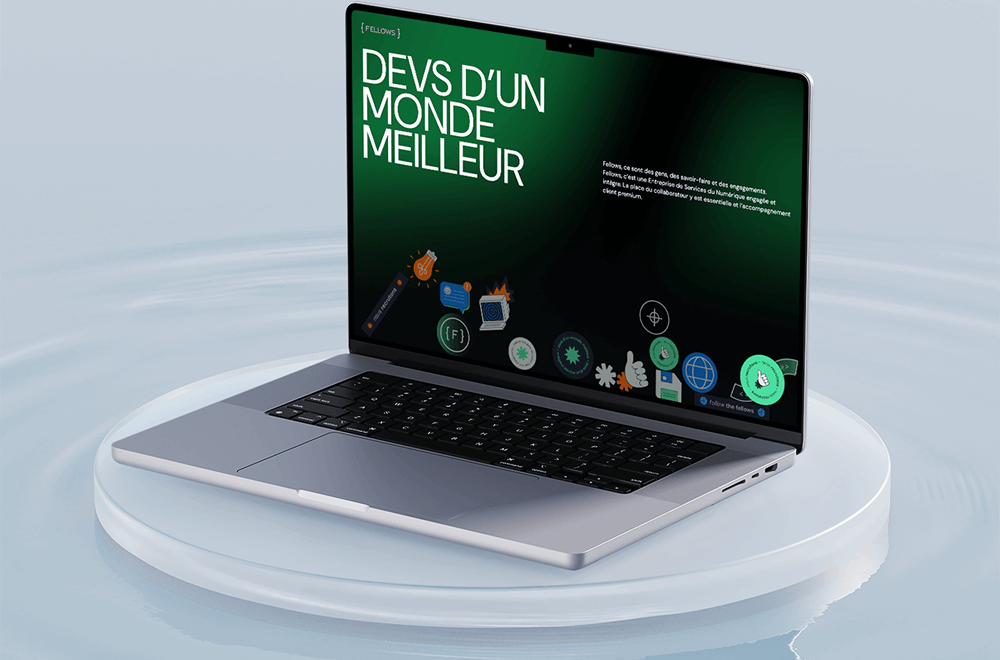 { FELLOWS }
DEVS D'UN
MONDE
MEILLEUR
Fellows, ce sont des gens, des savoir-faire et des engagements.
Fellows, c'est une Entreprise de Services du Numérique engagée et
intègre. La place du collaborateur y est essentielle et l'accompagnement
client premium.
nous recrutons
{F}
follow the fellows